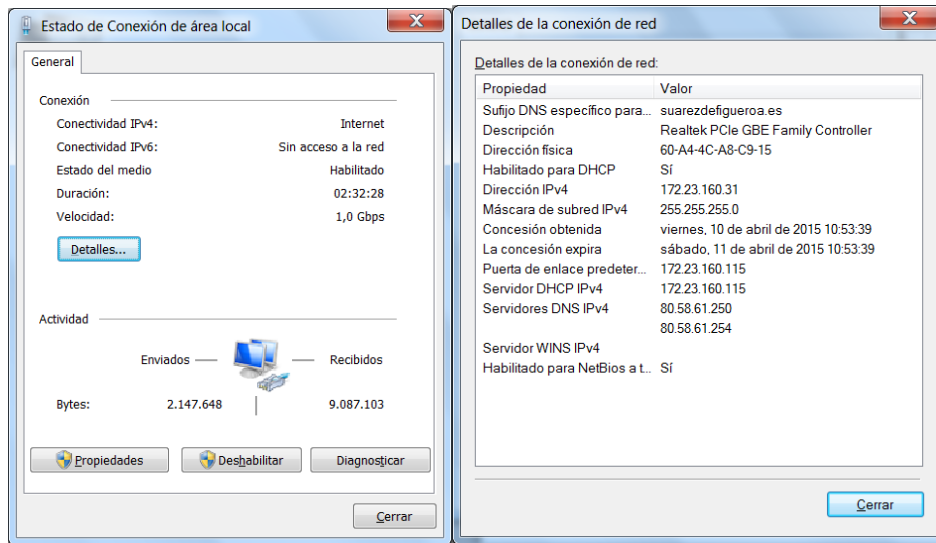 Estado de Conexión de área local
General
Conexión
Conectividad IPv4: Internet
Conectividad IPv6: Sin acceso a la red
Estado del medio Habilitado
Duración: 02:32:28
Velocidad: 1,0 Gbps
Detalles...
Actividad
Enviados Recibidos
Bytes: 2.147.648 9.087.103
Propiedades Deshabilitar Diagnosticar
Cerrar
Detalles de la conexión de red
Detalles de la conexión de red:
Propiedad Valor
Sufijo DNS específico para... suarezdefigueroa.es
Descripción Realtek PCIe GBE Family Controller
Dirección física 60-A4-4C-A8-C9-15
Habilitado para DHCP Sí
Dirección IPv4 172.23.160.31
Máscara de subred IPv4 255.255.255.0
Concesión obtenida viernes, 10 de abril de 2015 10:53:39
La concesión expira sábado, 11 de abril de 2015 10:53:39
Puerta de enlace predeter... 172.23.160.115
Servidor DHCP IPv4 172.23.160.115
Servidores DNS IPv4 80.58.61.250
80.58.61.254
Servidor WINS IPv4
Habilitado para NetBios a t... Sí
Cerrar